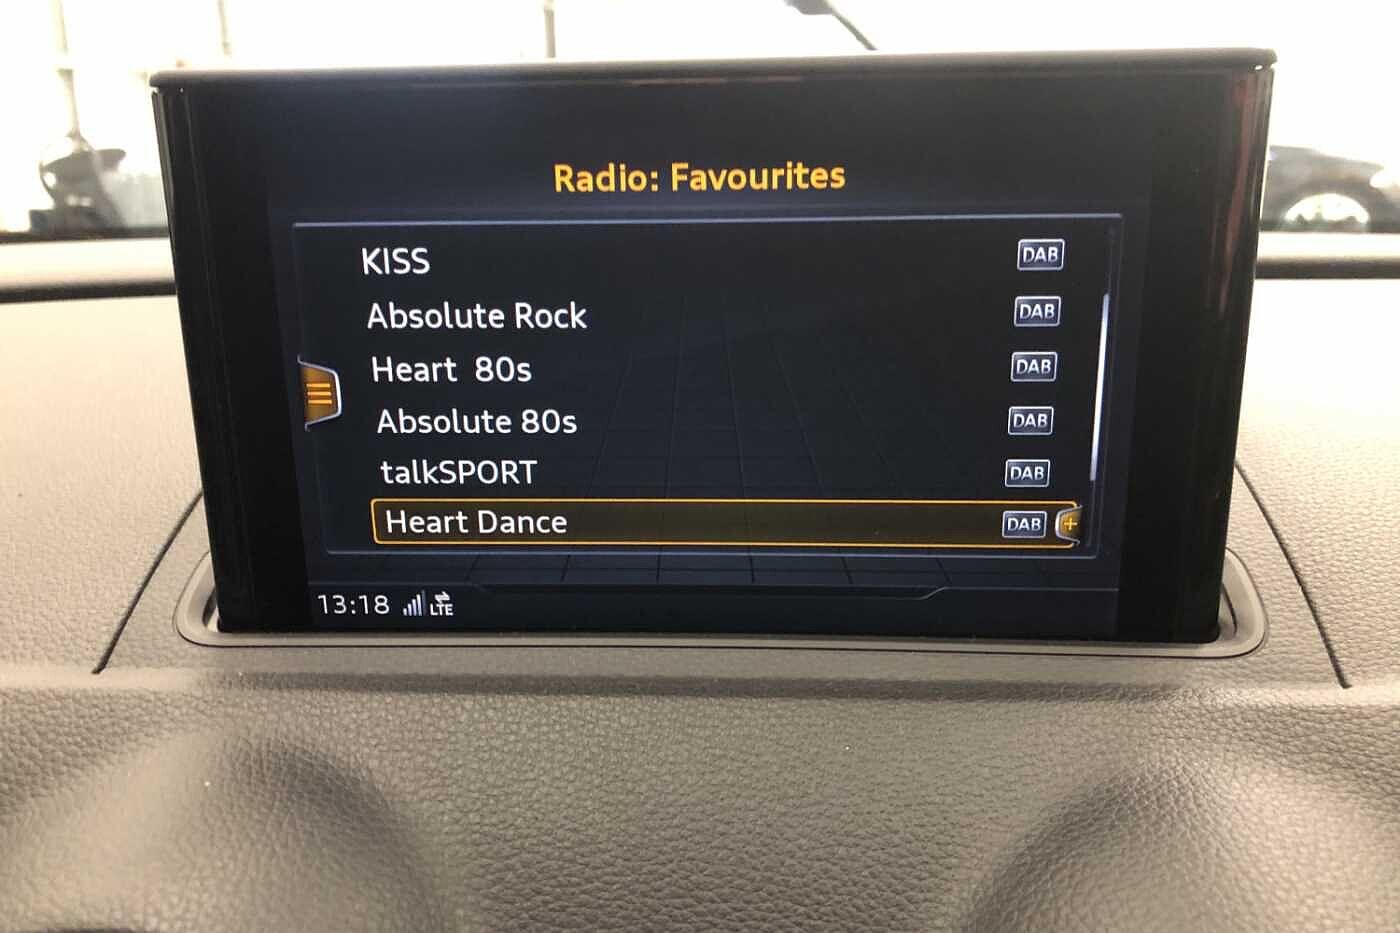 Radio: Favourites
KISS DAB
Absolute Rock DAB
Heart 80s DAB
Absolute 80s DAB
talkSPORT DAB
Heart Dance DAB +
13:18 LTE